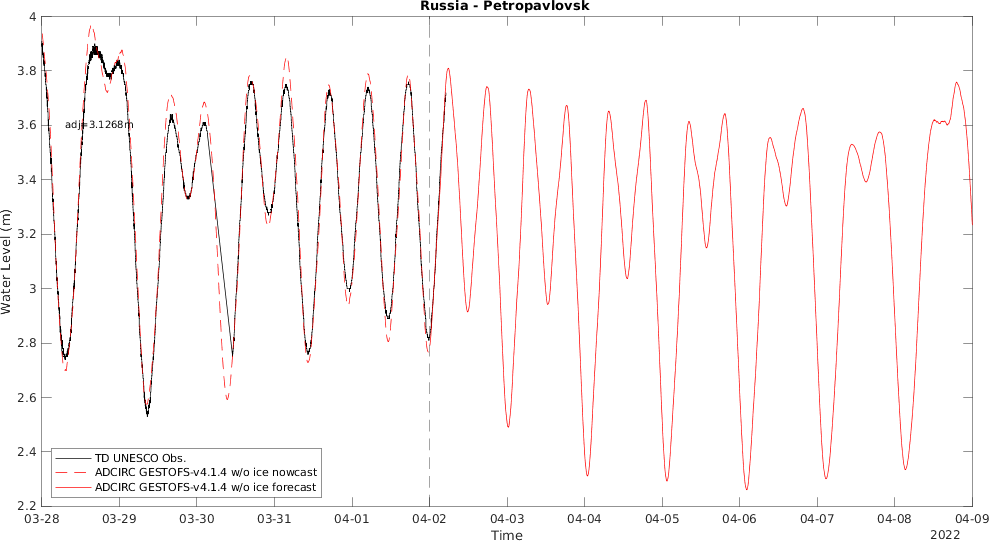 Russia - Petropavlovsk
4
3.8
3.6
3.4
3.2
3
2.8
2.6
2.4
2.2
Water Level (m)
adj=3.1268m
TD UNESCO Obs.
ADCIRC GESTOFS-v4.1.4 w/o ice nowcast
ADCIRC GESTOFS-v4.1.4 w/o ice forecast
03-28 03-29 03-30 03-31 04-01 04-02 04-03 04-04 04-05 04-06 04-07 04-08 04-09
Time
2022